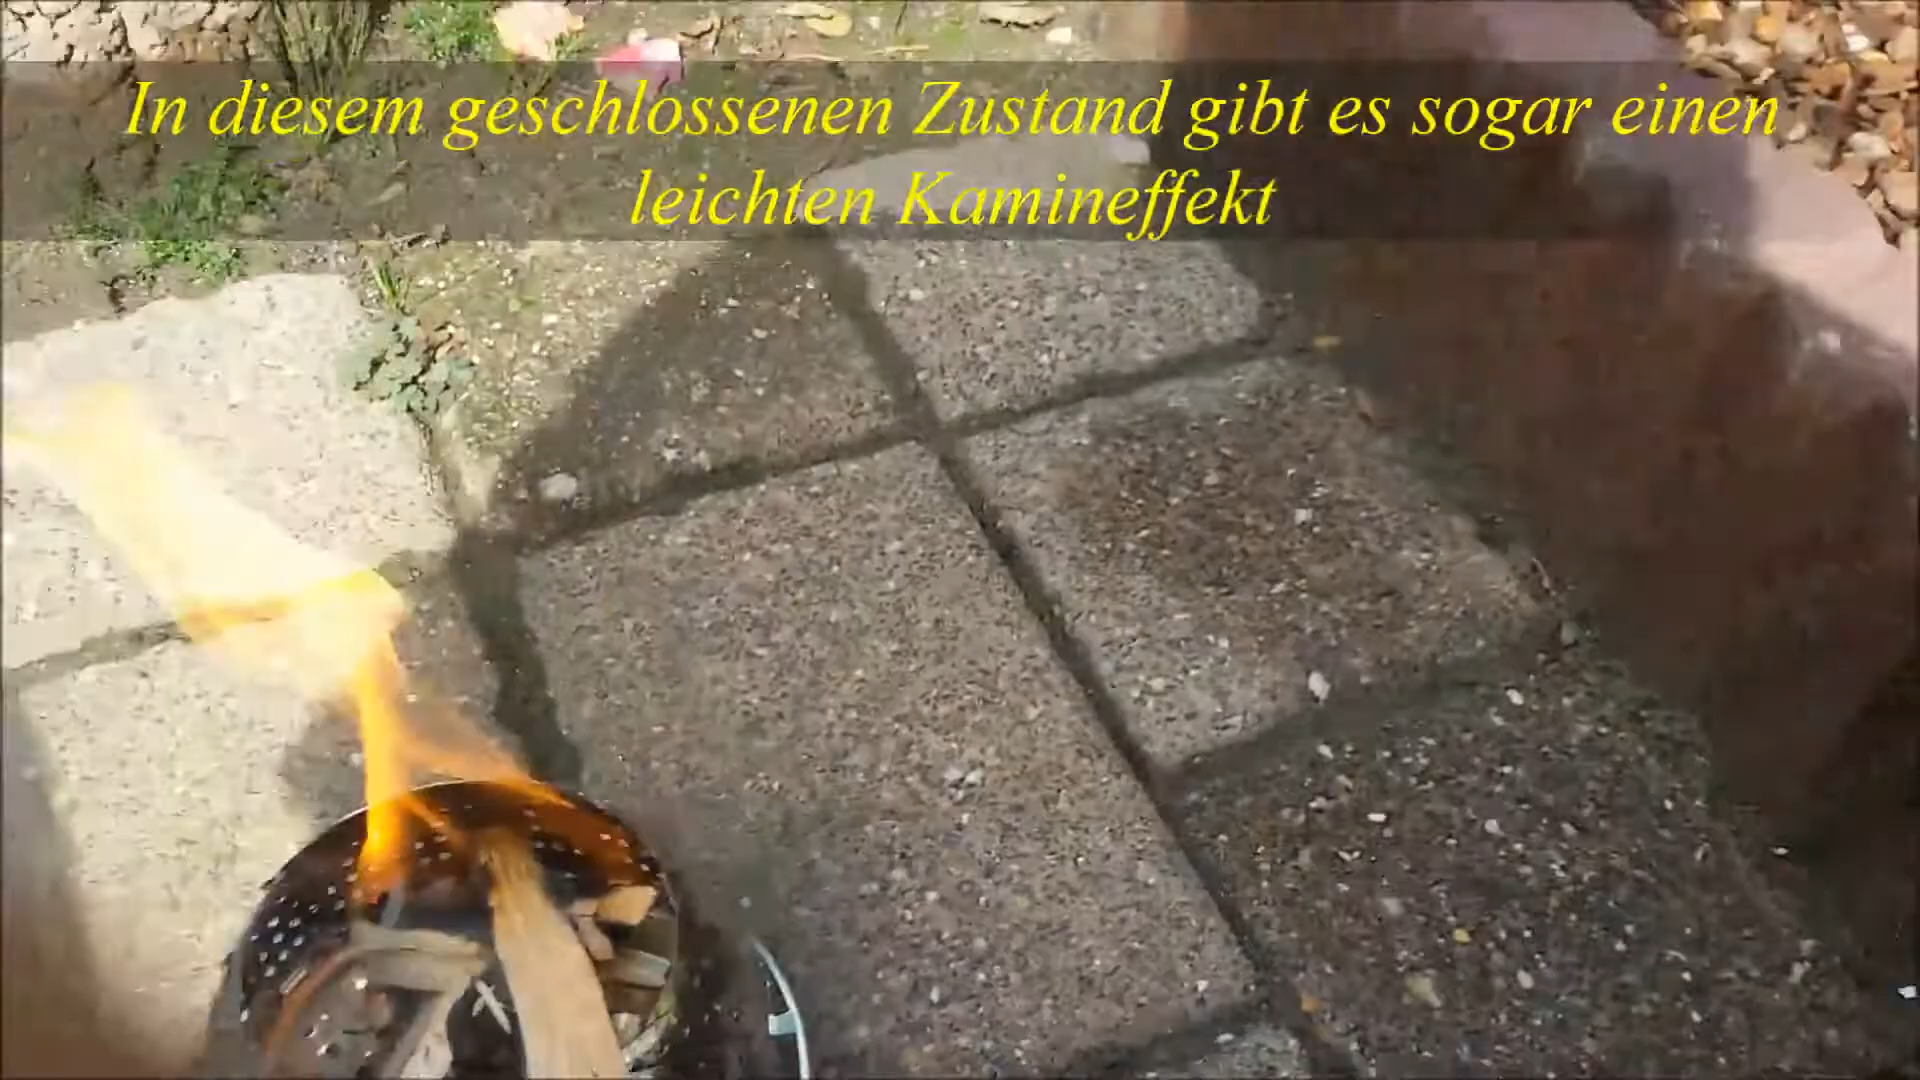 In diesem geschlossenen Zustand gibt es sogar einen
leichten Kamineffekt